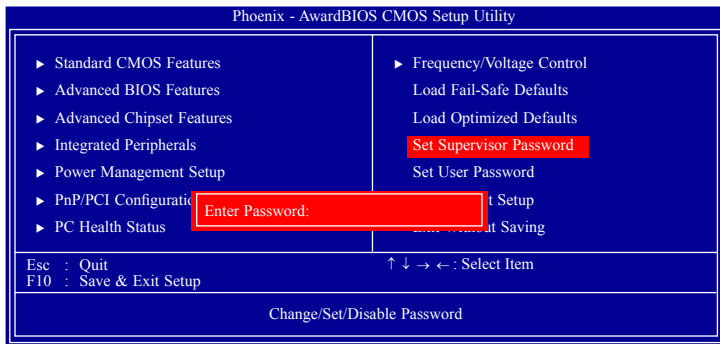 Phoenix - AwardBIOS CMOS Setup Utility
► Standard CMOS Features
► Advanced BIOS Features
► Advanced Chipset Features
► Integrated Peripherals
► Power Management Setup
► PnP/PCI
► PC Health Status
► Frequency/Voltage Control
Load Fail-Safe Defaults
Load Optimized Defaults
Set Supervisor Password
Set User Password
Setup
Saving
Enter Password:
Esc : Quit
F10 : Save & Exit Setup
↑ ↓ → ← : Select Item
Change/Set/Disable Password